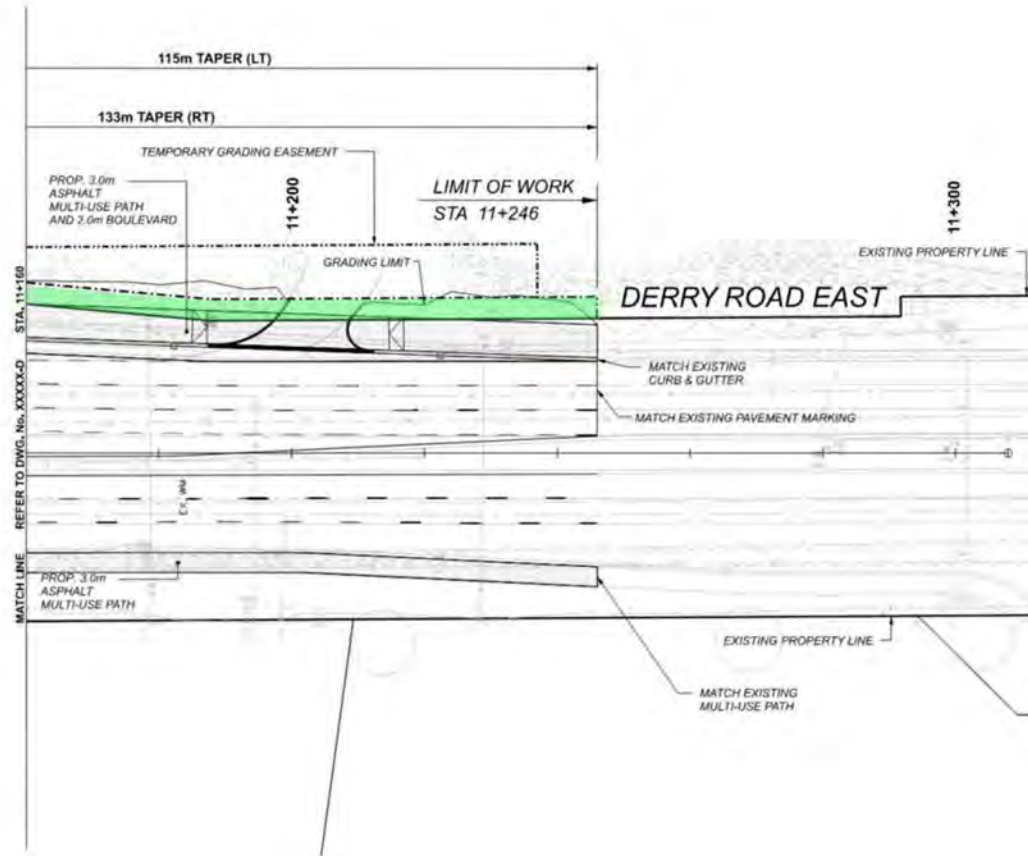 115m TAPER (LT)
133m TAPER (RT)
TEMPORARY GRADING EASEMENT
PROP. 3.0m
ASPHALT
MULTI-USE PATH
AND 2.0m BOULEVARD
11+200
LIMIT OF WORK
STA 11+246
11+300
EXISTING PROPERTY LINE
GRADING LIMIT
DERRY ROAD EAST
MATCH EXISTING
CURB & GUTTER
MATCH EXISTING PAVEMENT MARKING
MATCH LINE REFER TO DWG. No. XXXXX-D STA. 11+160
EX. WM
PROP. 3.0m
ASPHALT
MULTI-USE PATH
EXISTING PROPERTY LINE
MATCH EXISTING
MULTI-USE PATH